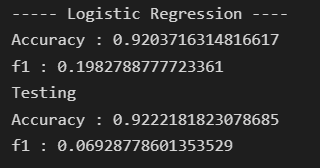 ----- Logistic Regression ----
Accuracy : 0.9203716314816617
f1 : 0.1982788777723361
Testing
Accuracy : 0.9222181823078685
f1 : 0.06928778601353529